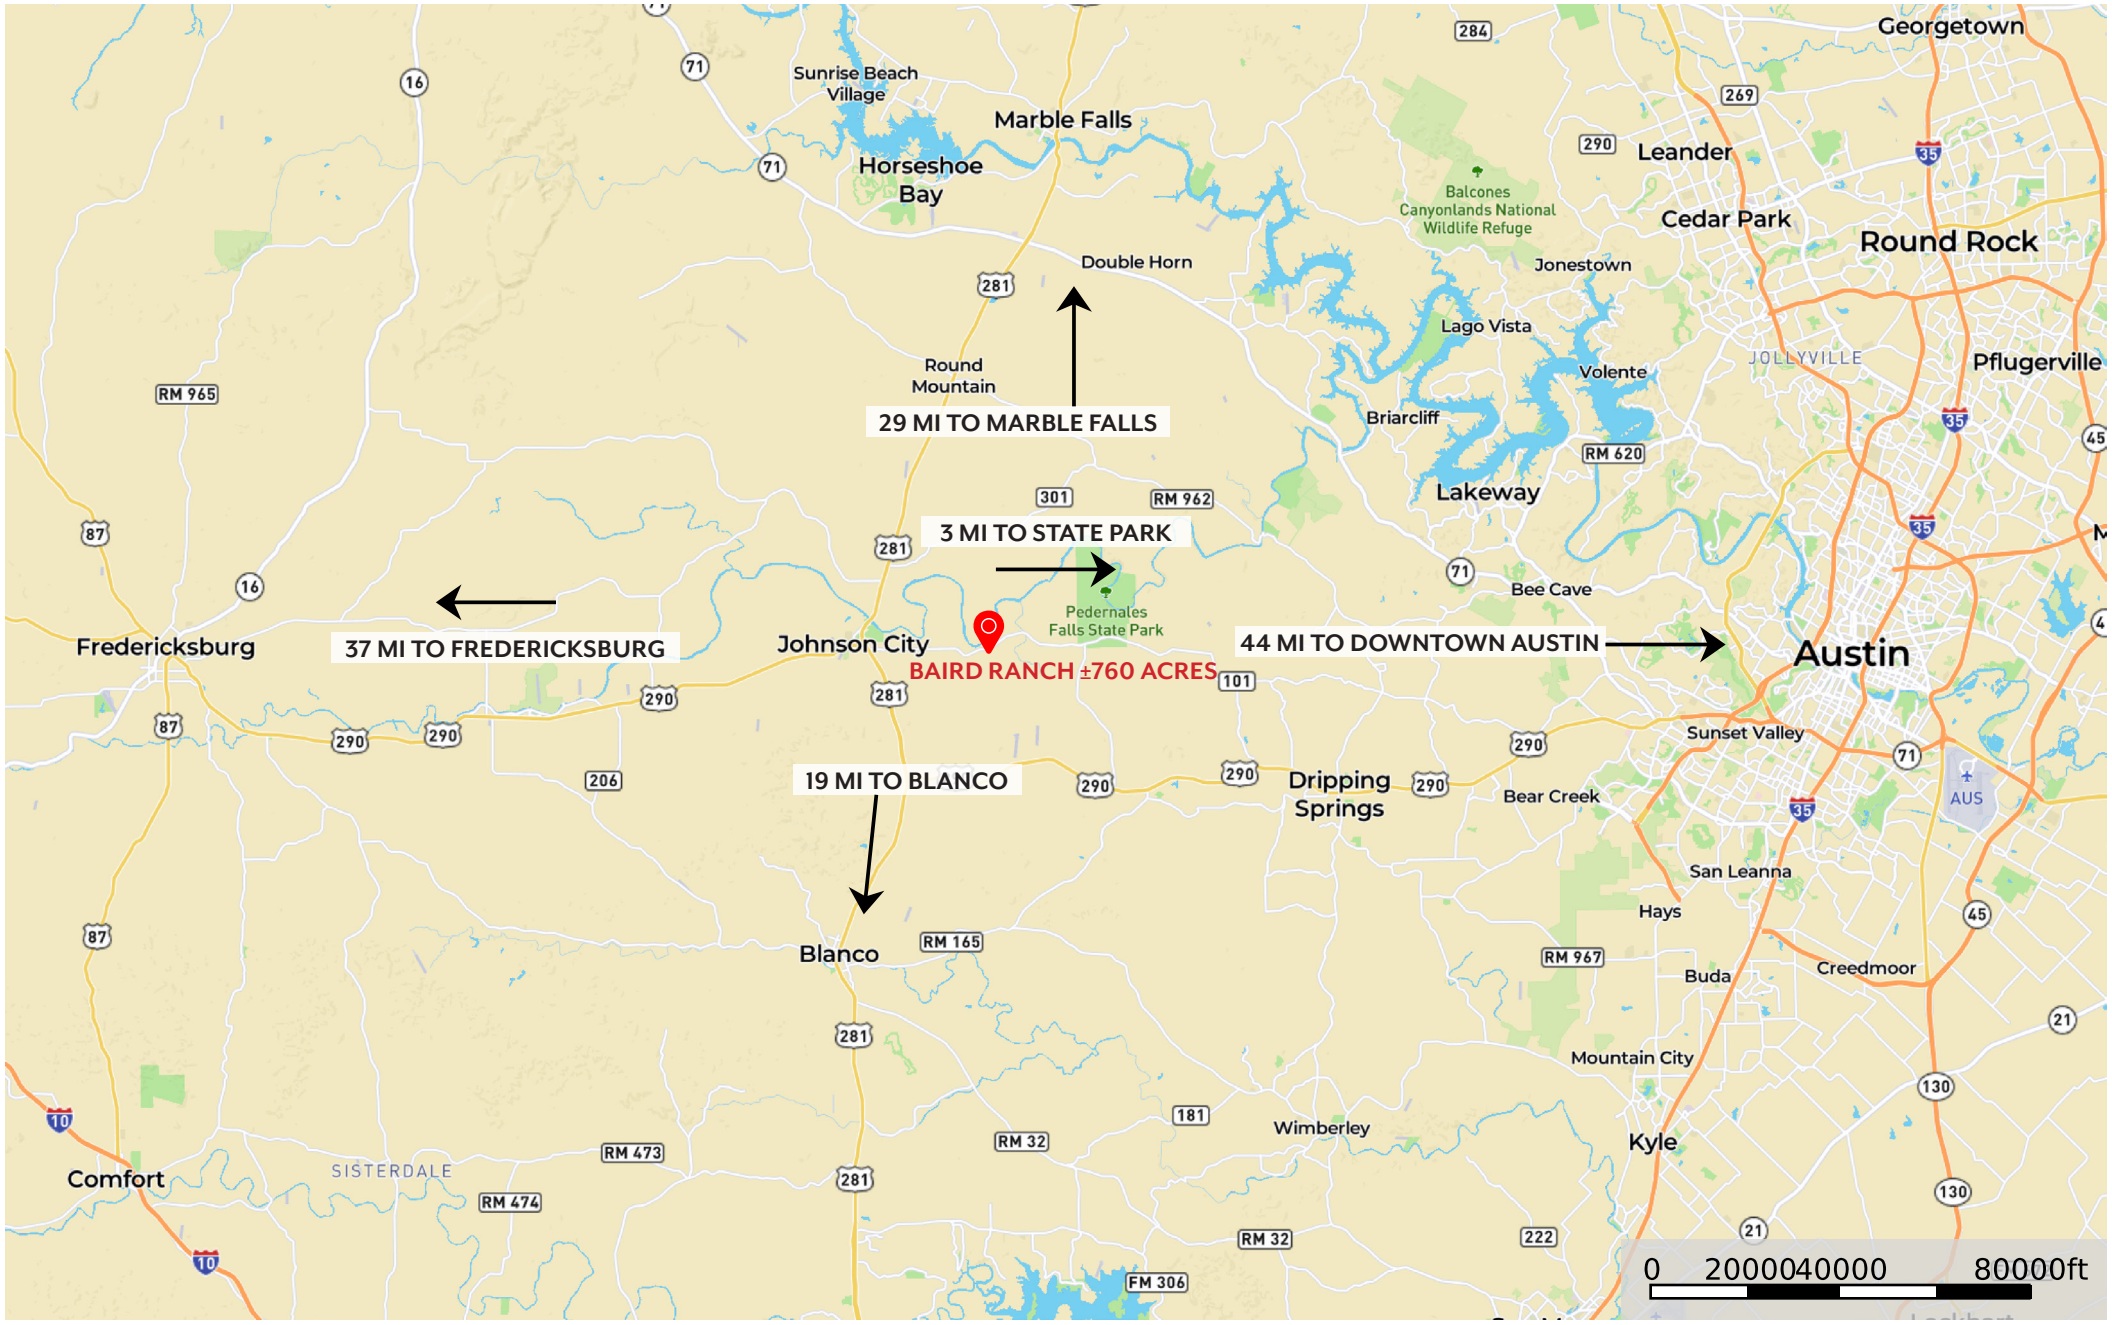 71
Georgetown
284
16
71
Sunrise Beach
Village
269
Marble Falls
290
Leander
35
71
Horseshoe
Bay
Balcones
Canyonlands National
Wildlife Refuge
Cedar Park
Round Rock
Double Horn
Jonestown
281
Lago Vista
JOLLYVILLE
Pflugerville
Round
Mountain
Volente
RM 965
29 MI TO MARBLE FALLS
Briarcliff
35
45
RM 620
301
RM 962
Lakeway
87
3 MI TO STATE PARK
35
281
71
16
Bee Cave
Pedernales
Falls State Park
Fredericksburg
37 MI TO FREDERICKSBURG
Johnson City
44 MI TO DOWNTOWN AUSTIN
Austin
BAIRD RANCH ±760 ACRES
101
290
281
87
290
290
290
Sunset Valley
71
206
19 MI TO BLANCO
290
290
Dripping
Springs
290
Bear Creek
35
AUS
San Leanna
Hays
45
87
Blanco
RM 165
RM 967
Buda
Creedmoor
281
21
Mountain City
130
10
181
Wimberley
RM 32
Kyle
RM 473
SISTERDALE
Comfort
281
130
RM 474
21
RM 32
222
10
FM 306
0 20000 40000 80000ft